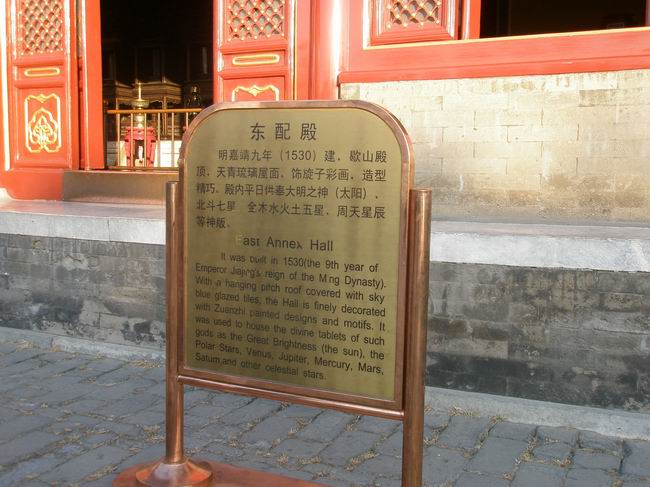 东配殿
明嘉靖九年（1530）建，歇山殿
顶，天青琉璃屋面，饰旋子彩画，造型
精巧。殿内平日供奉大明之神（太阳）、
北斗七星 金木水火土五星、周天星辰
等神版。
East Annex Hall
It was built in 1530(the 9th year of
Emperor Jiajing's reign of the Ming Dynasty).
With a hanging pitch roof covered with sky
blue glazed tiles, the Hall is finely decorated
with Zuanzhi painted designs and motifs. It
was used to house the divine tablets of such
gods as the Great Brightness (the sun), the
Polar Stars, Venus, Jupiter, Mercury, Mars,
Saturn,and other celestial stars.